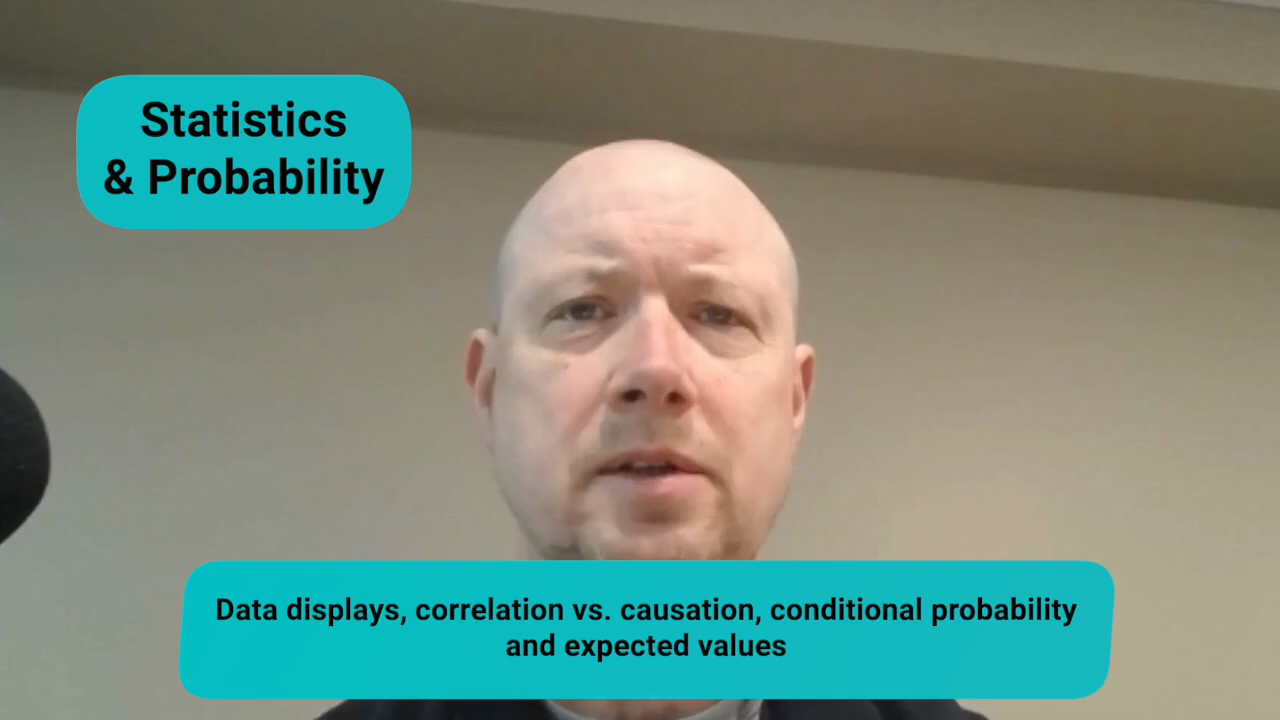 Statistics
& Probability
Data displays, correlation vs. causation, conditional probability
and expected values